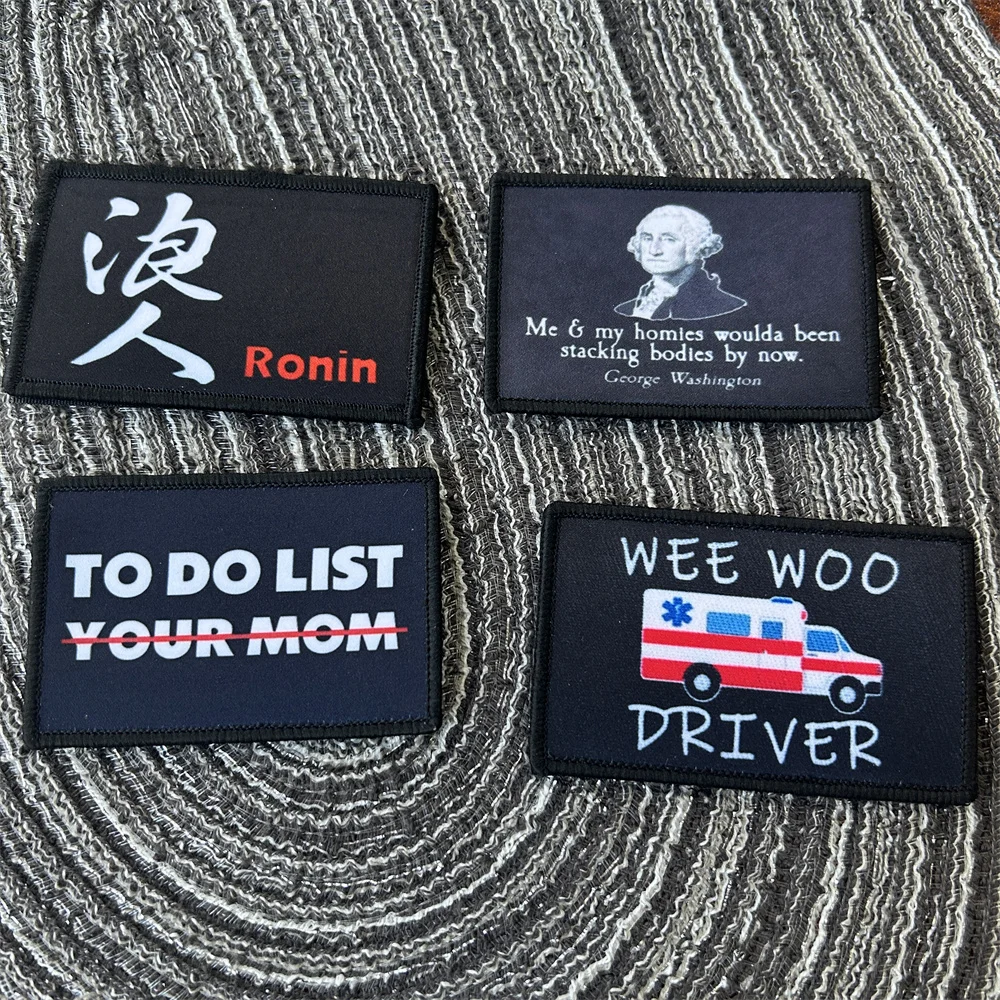 浪
人
Ronin
Me & my homies woulda been
stacking bodies by now.
George Washington
TO DO LIST
YOUR MOM
WEE WOO
DRIVER